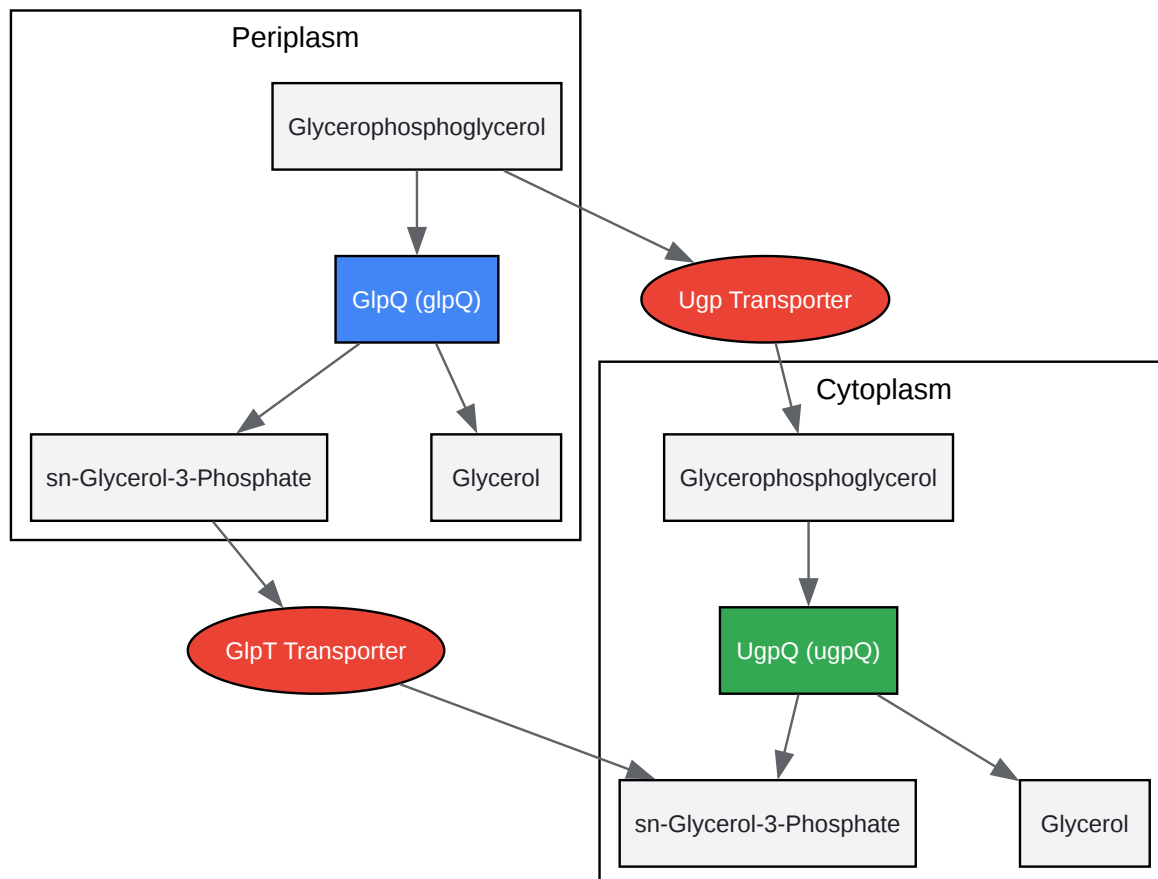 Periplasm
Glycerophosphoglycerol
GlpQ (glpQ)
Ugp Transporter
Cytoplasm
sn-Glycerol-3-Phosphate
Glycerol
Glycerophosphoglycerol
GlpT Transporter
UgpQ (ugpQ)
sn-Glycerol-3-Phosphate
Glycerol